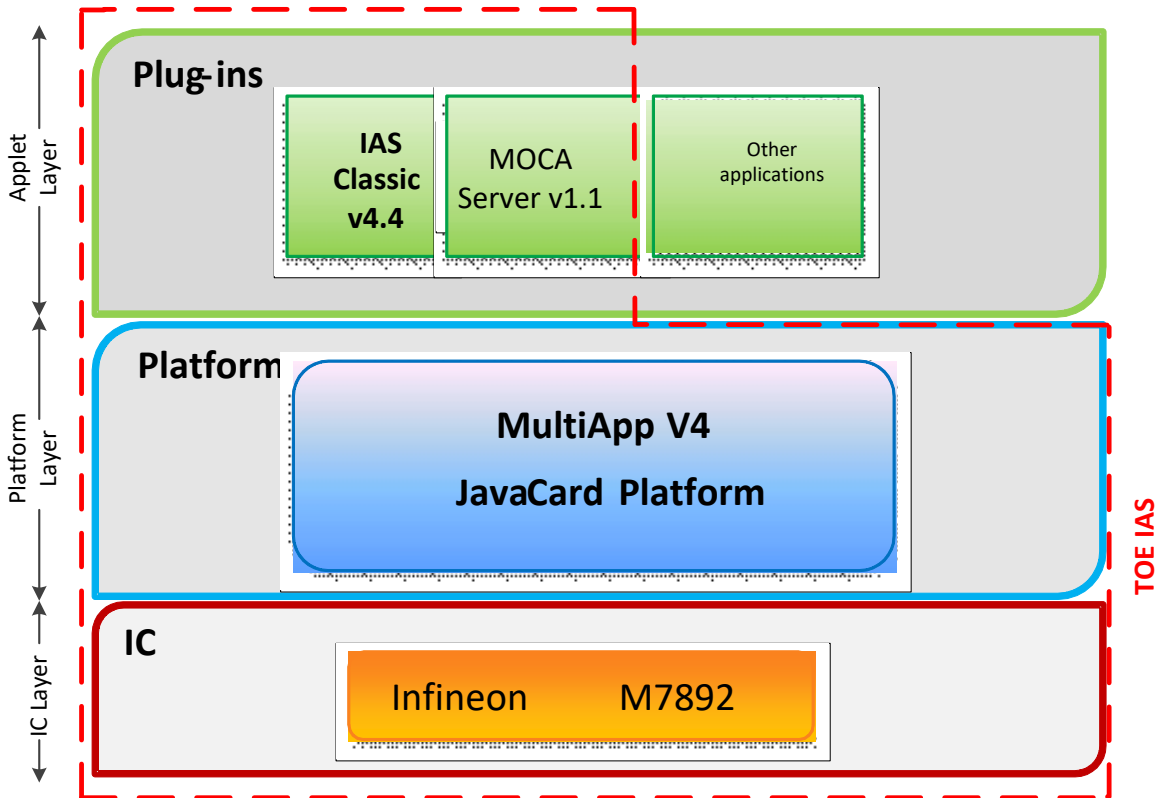 Plug-ins
Applet
Layer
IAS
Classic
v4.4
MOCA
Server v1.1
Other
applications
Platform
Platform
Layer
MultiApp V4
JavaCard Platform
TOE IAS
IC
IC Layer
Infineon M7892